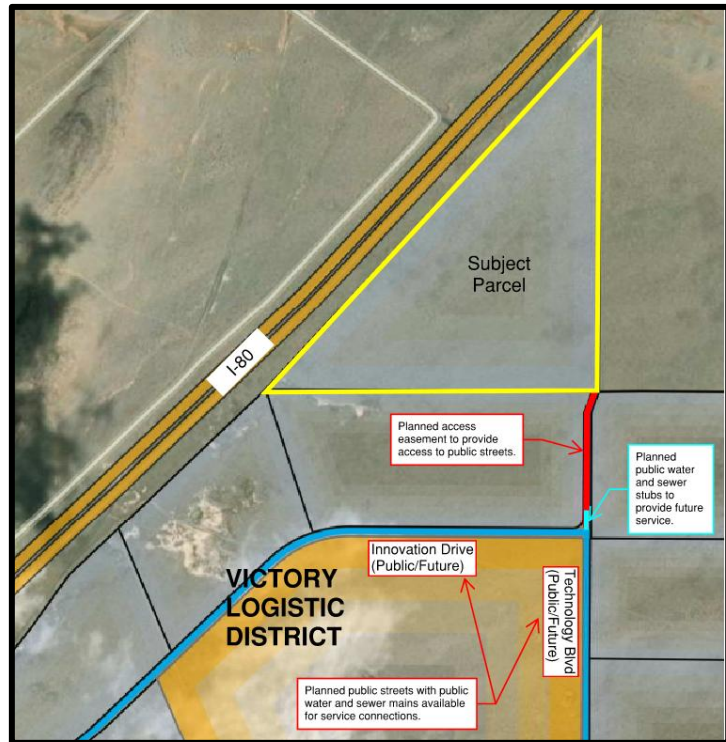 Subject
Parcel
I-80
Planned access
easement to provide
access to public streets.
Planned
public water
and sewer
stubs to
provide future
service.
Innovation Drive
(Public/Future)
Technology Blvd
(Public/Future)
VICTORY
LOGISTIC
DISTRICT
Planned public streets with public
water and sewer mains available
for service connections.